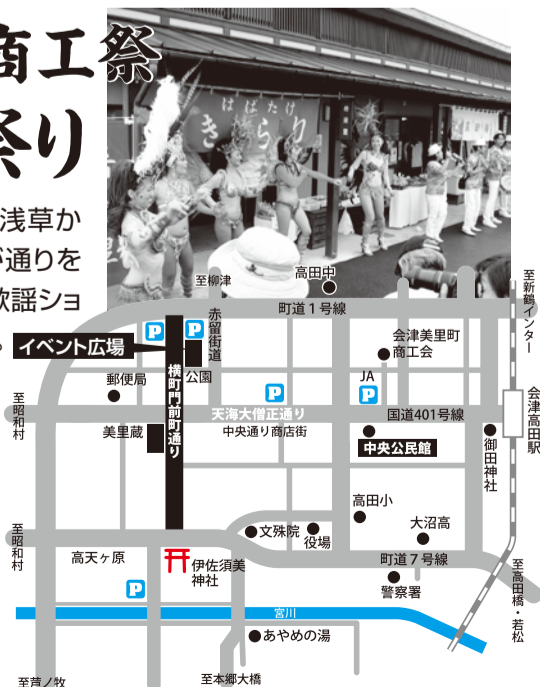 商工祭
祭り
浅草か
が通りを
歌謡ショ
。
はばたけ
きらり
至柳津
高田中
至新鶴インター
町道1号線
P
P
赤留街道
イベント広場
会津美里町
商工会
公園
郵便局
横町門前町通り
JA
P
P
会津高田駅
至昭和村
天海大僧正通り
国道401号線
美里蔵
中央通り商店街
中央公民館
御田神社
高田小
大沼高
至昭和村
文殊院
役場
高天ヶ原
伊佐須美
神社
町道7号線
至高田橋・若松
P
警察署
宮川
あやめの湯
至芦ノ牧
至本郷大橋